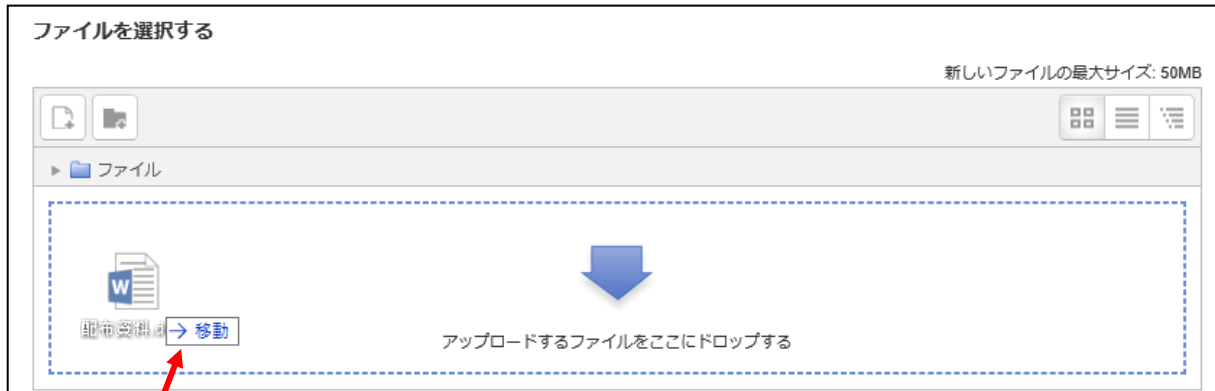 ファイルを選択する
新しいファイルの最大サイズ: 50MB
ファイル
W
配布資料.d
→ 移動
アップロードするファイルをここにドロップする